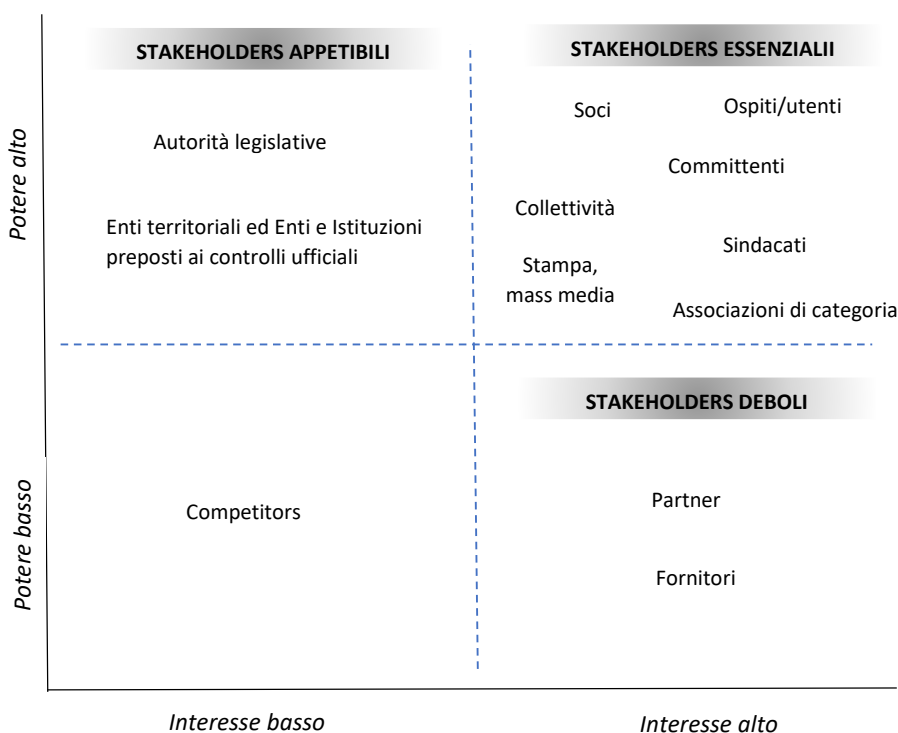 STAKEHOLDERS APPETIBILI
STAKEHOLDERS ESSENZIALII
Potere alto
Autorità legislative
Enti territoriali ed Enti e Istituzioni
preposti ai controlli ufficiali
Soci
Ospiti/utenti
Committenti
Collettività
Sindacati
Stampa,
mass media
Associazioni di categoria
STAKEHOLDERS DEBOLI
Potere basso
Competitors
Partner
Fornitori
Interesse basso
Interesse alto